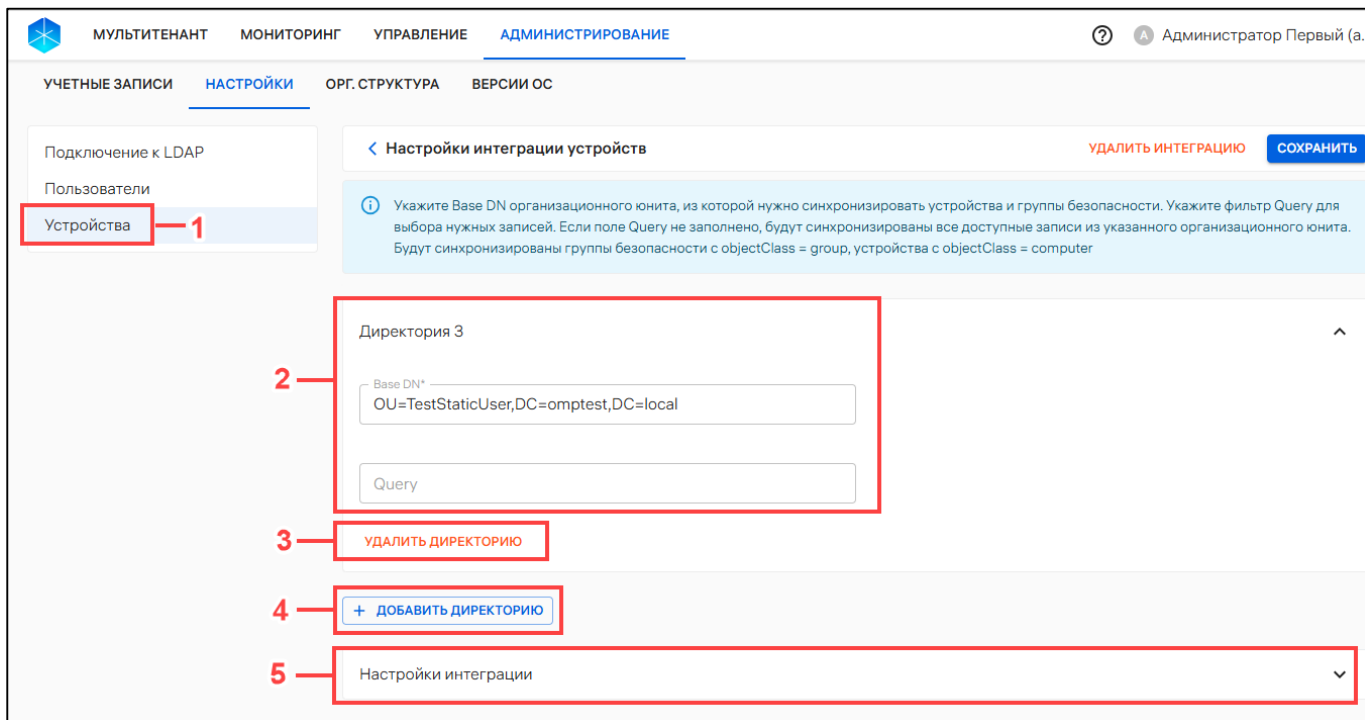 МУЛЬТИТЕНАНТ МОНИТОРИНГ УПРАВЛЕНИЕ АДМИНИСТРИРОВАНИЕ ? А Администратор Первый (а.
УЧЕТНЫЕ ЗАПИСИ НАСТРОЙКИ ОРГ. СТРУКТУРА ВЕРСИИ ОС
Подключение к LDAP
Пользователи
Устройства 1
Настройки интеграции устройств УДАЛИТЬ ИНТЕГРАЦИЮ СОХРАНИТЬ
Укажите Base DN организационного юнита, из которой нужно синхронизировать устройства и группы безопасности. Укажите фильтр Query для
выбора нужных записей. Если поле Query не заполнено, будут синхронизированы все доступные записи из указанного организационного юнита.
Будут синхронизированы группы безопасности с objectClass = group, устройства с objectClass = computer
Директория 3
2
Base DN*
OU=TestStaticUser,DC=omptest,DC=local
Query
3 УДАЛИТЬ ДИРЕКТОРИЮ
4 + ДОБАВИТЬ ДИРЕКТОРИЮ
5 Настройки интеграции